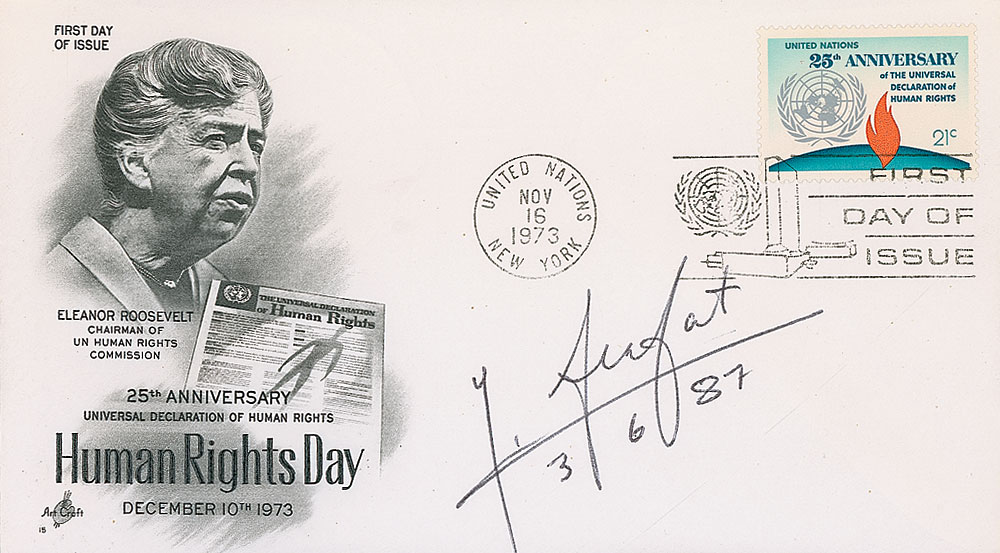 FIRST DAY
OF ISSUE
UNITED NATIONS
25th ANNIVERSARY
of THE UNIVERSAL
DECLARATION of
HUMAN RIGHTS
21c
UNITED NATIONS
NOV
16
1973
NEW YORK
FIRST
DAY OF
ISSUE
ELEANOR ROOSEVELT
CHAIRMAN OF
UN HUMAN RIGHTS
COMMISSION
THE UNIVERSAL DECLARATION
OF Human Rights
Y. Arafat
3 6 87
25th ANNIVERSARY
UNIVERSAL DECLARATION OF HUMAN RIGHTS
Human Rights Day
DECEMBER 10TH 1973
Art Craft
15